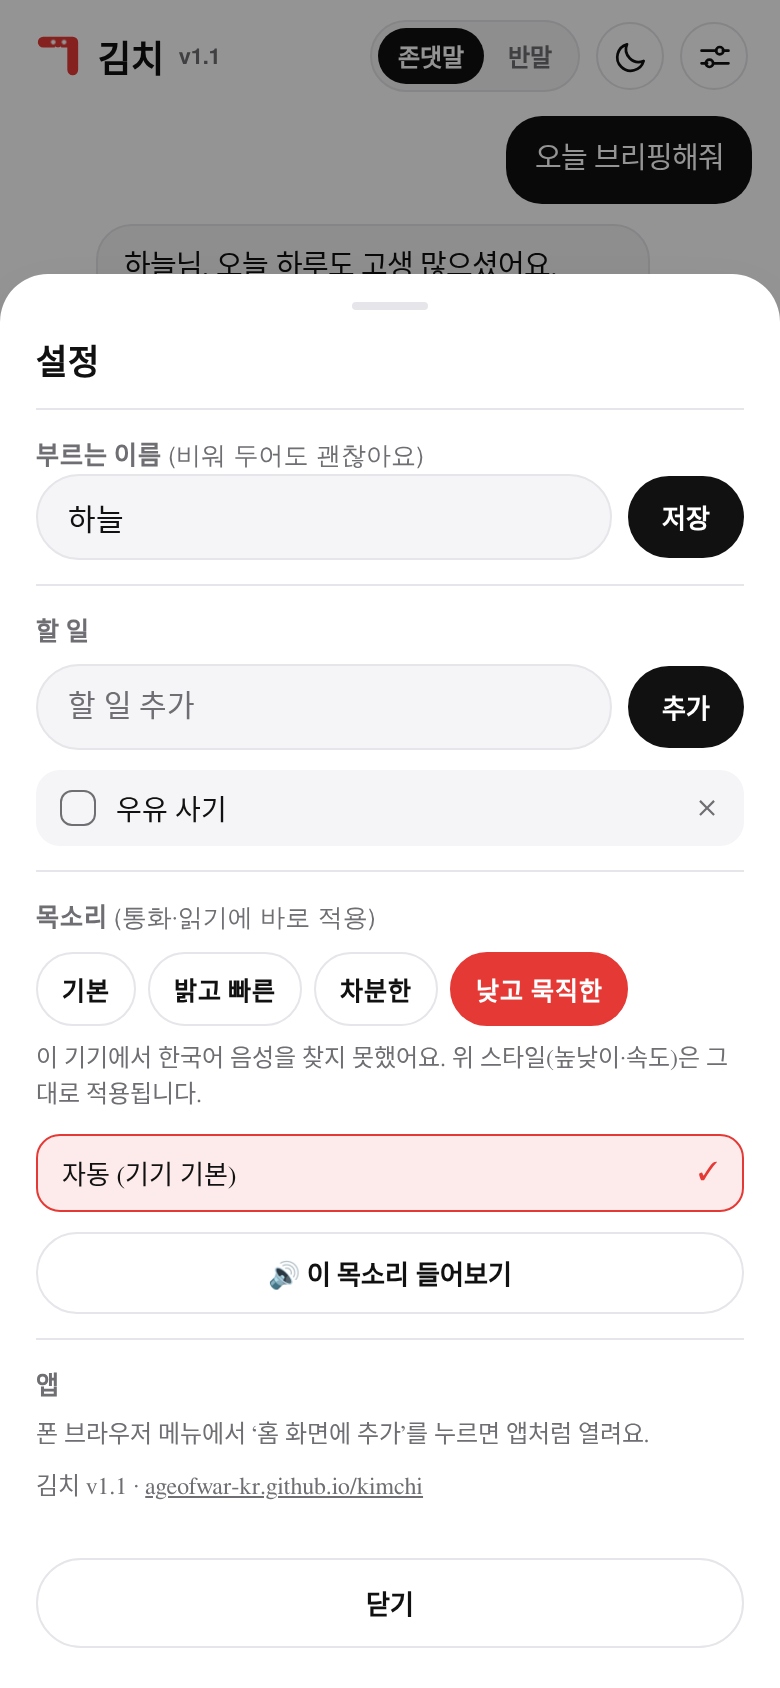 김치 v1.1
존댓말 반말
오늘 브리핑해줘
하늘님, 오늘 하루도 고생 많으셨어요.
설정
부르는 이름 (비워 두어도 괜찮아요)
하늘 저장
할 일
할 일 추가 추가
우유 사기 ×
목소리 (통화·읽기에 바로 적용)
기본 밝고 빠른 차분한 낮고 묵직한
이 기기에서 한국어 음성을 찾지 못했어요. 위 스타일(높낮이·속도)은 그
대로 적용됩니다.
자동 (기기 기본) ✓
🔊 이 목소리 들어보기
앱
폰 브라우저 메뉴에서 ‘홈 화면에 추가’를 누르면 앱처럼 열려요.
김치 v1.1 · ageofwar-kr.github.io/kimchi
닫기